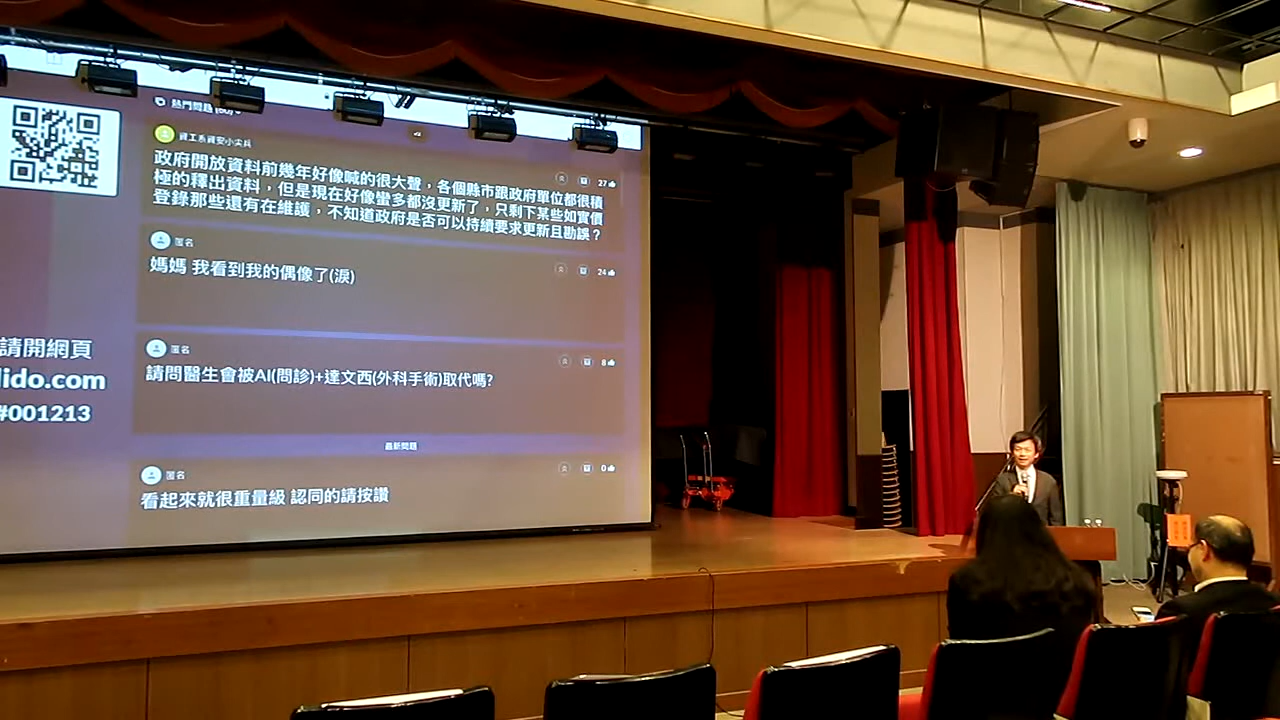 熱門問題 (60)
資工系資安小尖兵
27
政府開放資料前幾年好像喊的很大聲，各個縣市跟政府單位都很積
極的釋出資料，但是現在好像蠻多都沒更新了，只剩下某些如實價
登錄那些還有在維護，不知道政府是否可以持續要求更新且勘誤？
匿名
24
媽媽 我看到我的偶像了(淚)
匿名
8
請問醫生會被AI(問診)+達文西(外科手術)取代嗎?
最新問題
匿名
0
看起來就很重量級 認同的請按讚
請開網頁
lido.com
#001213